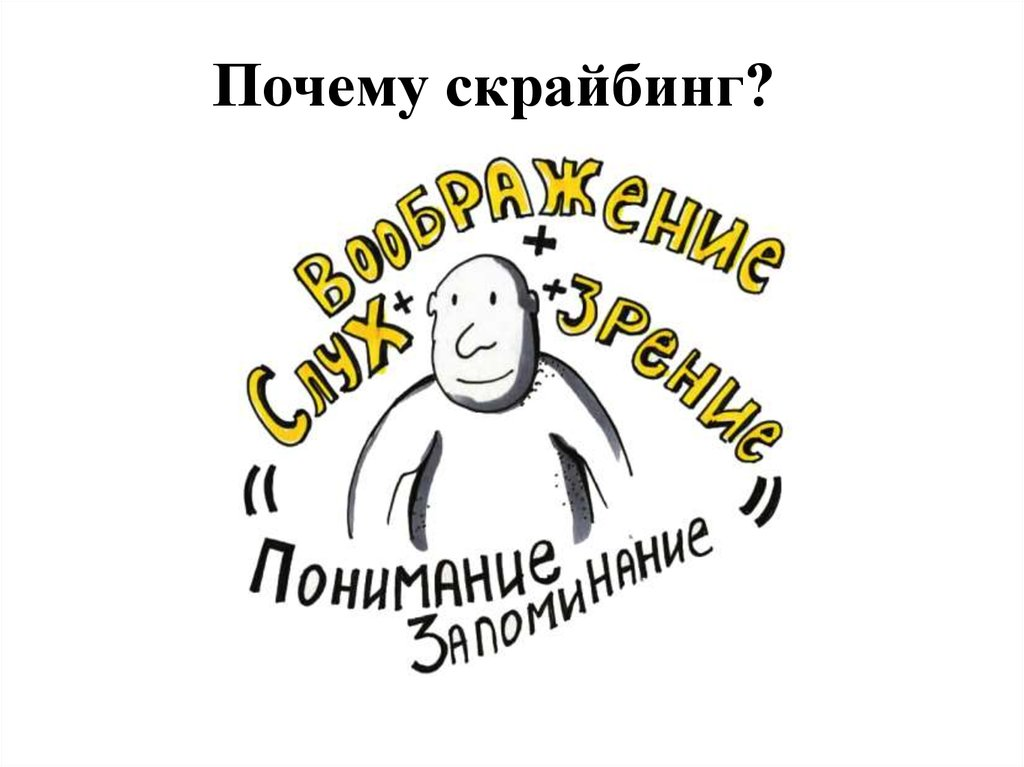 Почему скрайбинг?
Воображение
+
Слух +
+ Зрение
Понимание
Запоминание